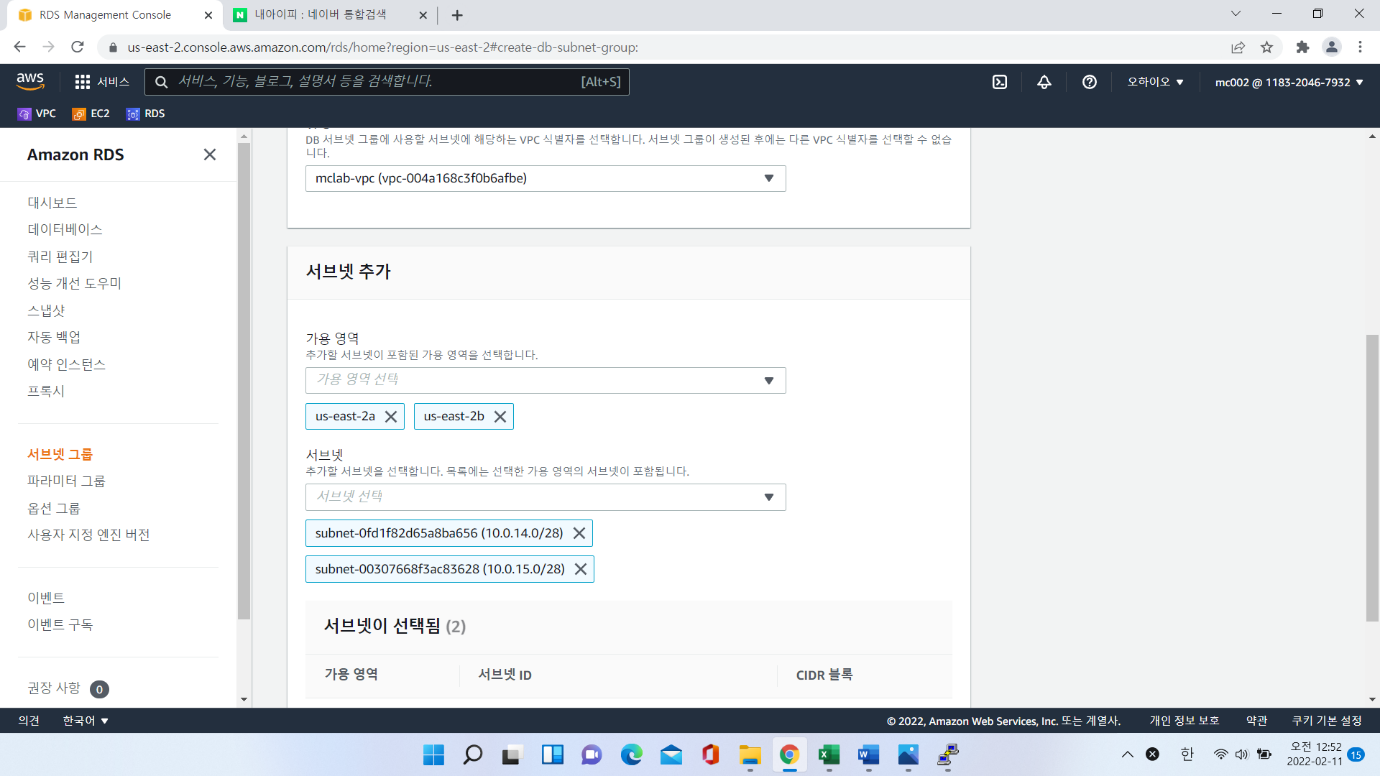 RDS Management Console
내아이피 : 네이버 통합검색
us-east-2.console.aws.amazon.com/rds/home?region=us-east-2#create-db-subnet-group:
aws
서비스
서비스, 기능, 블로그, 설명서 등을 검색합니다.
[Alt+S]
오하이오
mc002 @ 1183-2046-7932
VPC
EC2
RDS
Amazon RDS
대시보드
데이터베이스
쿼리 편집기
성능 개선 도우미
스냅샷
자동 백업
예약 인스턴스
프록시
서브넷 그룹
파라미터 그룹
옵션 그룹
사용자 지정 엔진 버전
이벤트
이벤트 구독
권장 사항 0
DB 서브넷 그룹에 사용할 서브넷에 해당하는 VPC 식별자를 선택합니다. 서브넷 그룹이 생성된 후에는 다른 VPC 식별자를 선택할 수 없습
니다.
mclab-vpc (vpc-004a168c3f0b6afbe)
서브넷 추가
가용 영역
추가할 서브넷이 포함된 가용 영역을 선택합니다.
가용 영역 선택
us-east-2a
us-east-2b
서브넷
추가할 서브넷을 선택합니다. 목록에는 선택한 가용 영역의 서브넷이 포함됩니다.
서브넷 선택
subnet-0fd1f82d65a8ba656 (10.0.14.0/28)
subnet-00307668f3ac83628 (10.0.15.0/28)
서브넷이 선택됨 (2)
가용 영역
서브넷 ID
CIDR 블록
의견
한국어
© 2022, Amazon Web Services, Inc. 또는 계열사.
개인 정보 보호
약관
쿠키 기본 설정
한
오전 12:52
2022-02-11
15